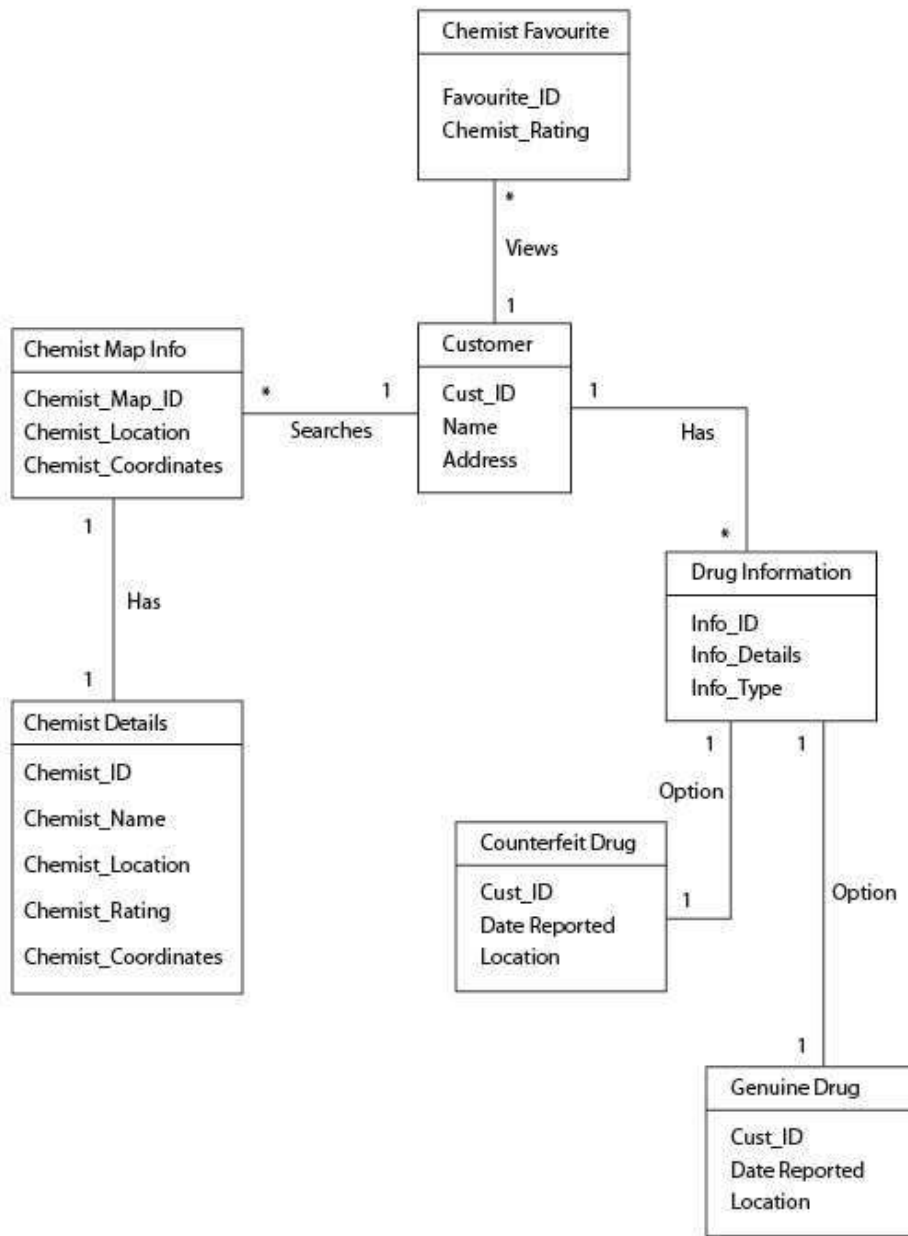 Chemist Favourite
Favourite_ID
Chemist_Rating
*
Views
1
Chemist Map Info
Chemist_Map_ID
Chemist_Location
Chemist_Coordinates
*
1
Searches
Customer
Cust_ID
Name
Address
1
Has
*
1
Has
1
Drug Information
Info_ID
Info_Details
Info_Type
Chemist Details
Chemist_ID
Chemist_Name
Chemist_Location
Chemist_Rating
Chemist_Coordinates
1
Option
1
1
Option
1
Counterfeit Drug
Cust_ID
Date Reported
Location
Genuine Drug
Cust_ID
Date Reported
Location